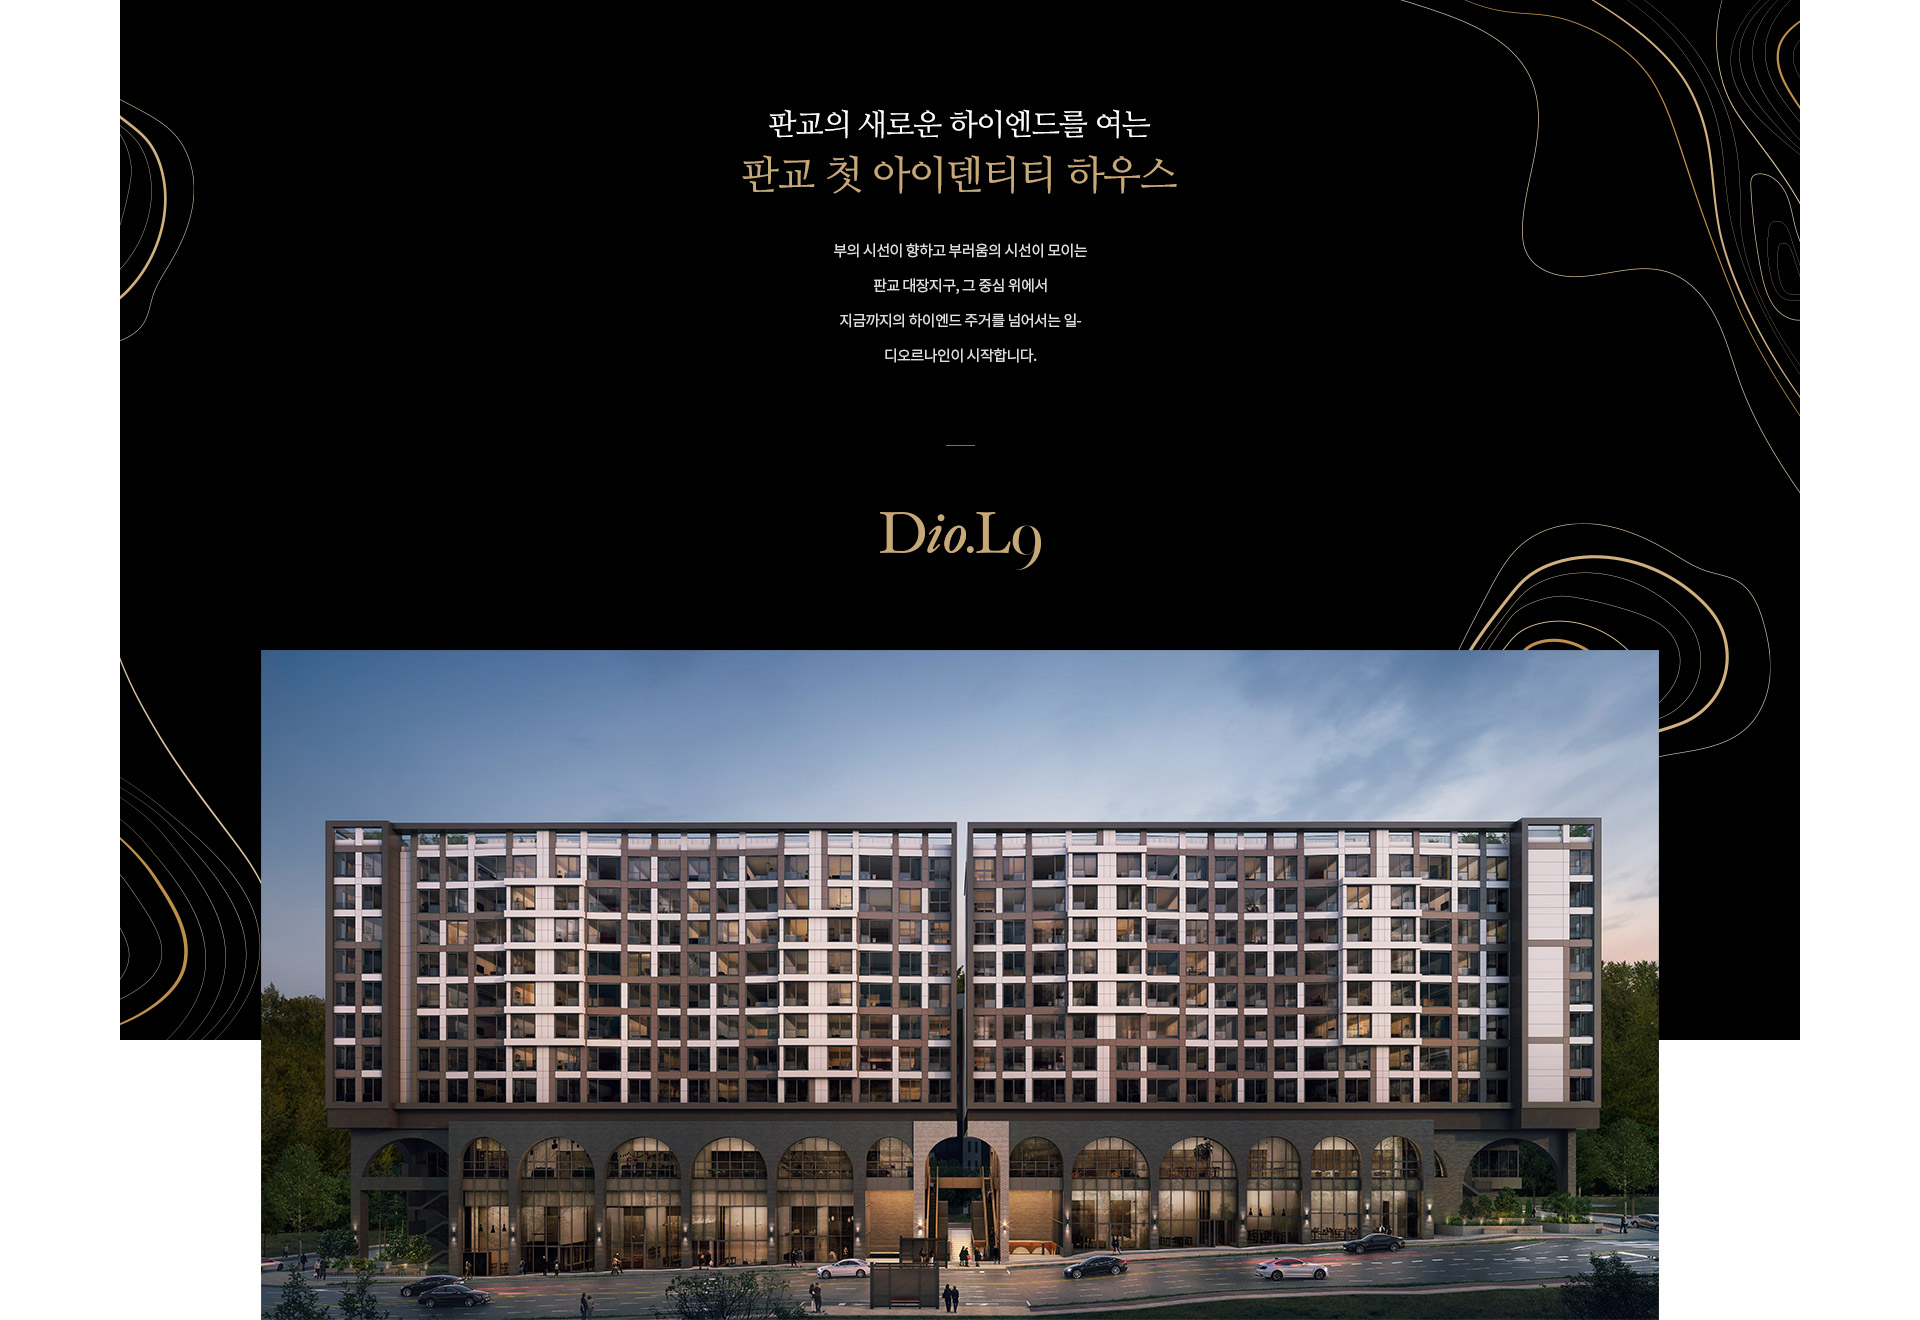 판교의 새로운 하이엔드를 여는
판교 첫 아이덴티티 하우스
부의 시선이 향하고 부러움의 시선이 모이는
판교 대장지구, 그 중심 위에서
지금까지의 하이엔드 주거를 넘어서는 일-
디오르나인이 시작합니다.
Dio.L9